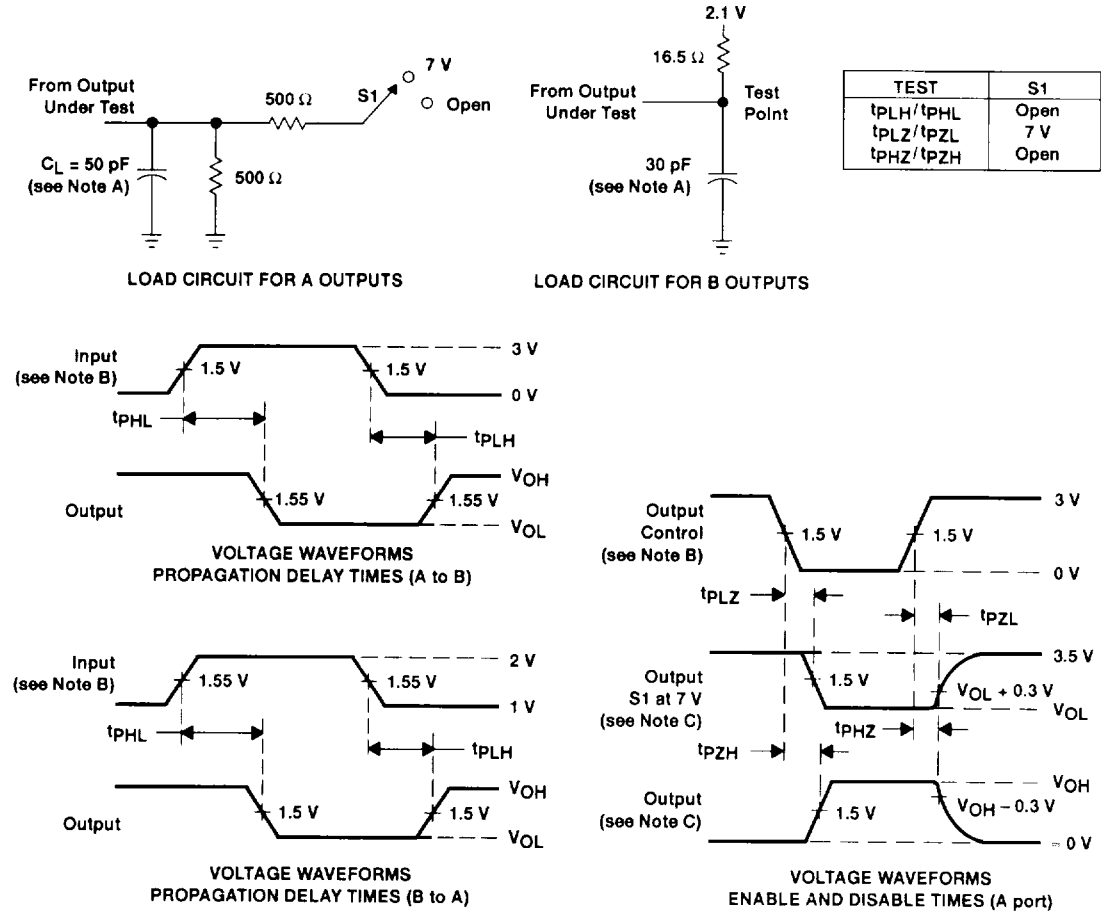 From Output
Under Test
500 Ω
S1
7 V
Open
CL = 50 pF
(see Note A)
500 Ω
LOAD CIRCUIT FOR A OUTPUTS
2.1 V
16.5 Ω
From Output
Under Test
Test
Point
30 pF
(see Note A)
LOAD CIRCUIT FOR B OUTPUTS
TEST S1
tPLH/tPHL Open
tPLZ/tPZL 7 V
tPHZ/tPZH Open
Input
(see Note B)
1.5 V
1.5 V
3 V
0 V
tPHL
tPLH
Output
1.55 V
1.55 V
VOH
VOL
VOLTAGE WAVEFORMS
PROPAGATION DELAY TIMES (A to B)
Input
(see Note B)
1.55 V
1.55 V
2 V
1 V
tPHL
tPLH
Output
1.5 V
1.5 V
VOH
VOL
VOLTAGE WAVEFORMS
PROPAGATION DELAY TIMES (B to A)
Output
Control
(see Note B)
1.5 V
1.5 V
3 V
0 V
tPLZ
tPZL
Output
S1 at 7 V
(see Note C)
1.5 V
3.5 V
VOL + 0.3 V
VOL
tPHZ
tPZH
Output
(see Note C)
1.5 V
VOH
VOH − 0.3 V
= 0 V
VOLTAGE WAVEFORMS
ENABLE AND DISABLE TIMES (A port)